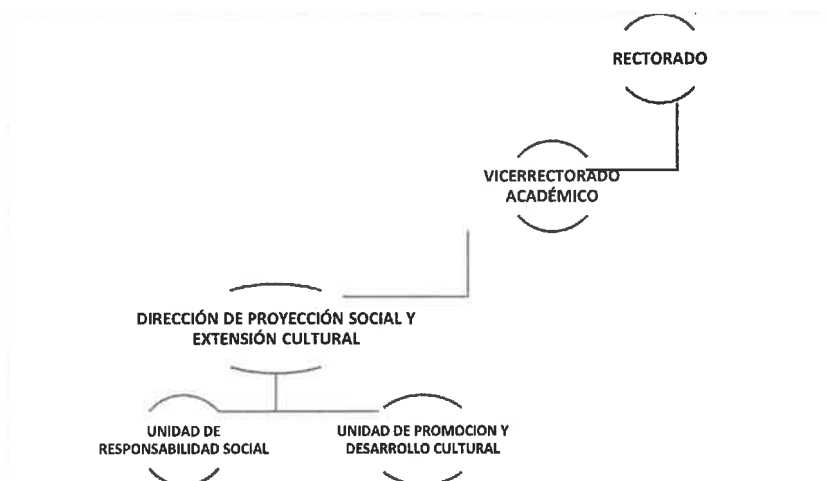 RECTORADO
VICERRECTORADO
ACADÉMICO
DIRECCIÓN DE PROYECCIÓN SOCIAL Y
EXTENSIÓN CULTURAL
UNIDAD DE
RESPONSABILIDAD SOCIAL
UNIDAD DE PROMOCION Y
DESARROLLO CULTURAL